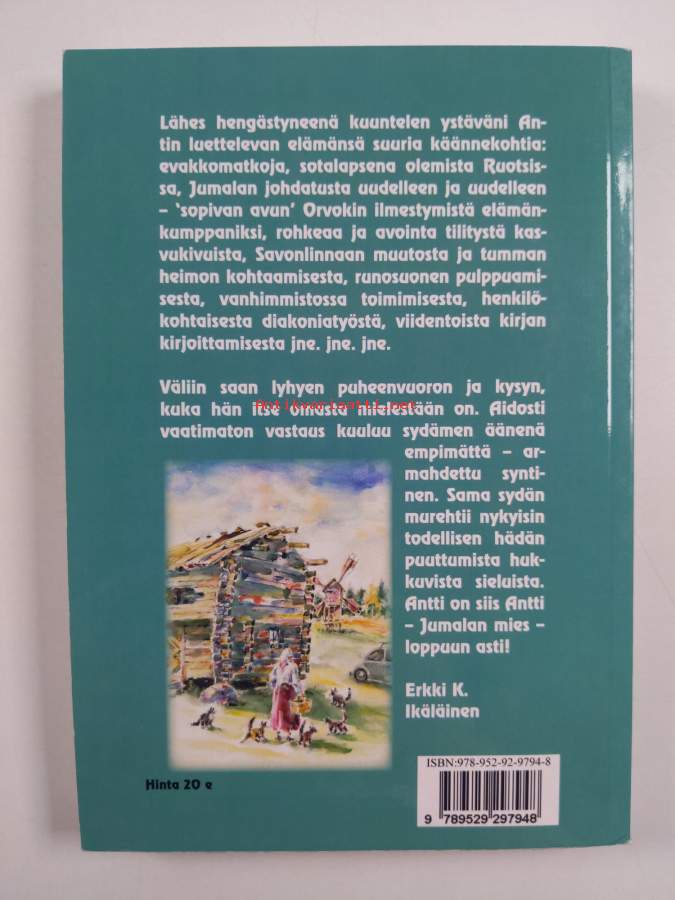 Lähes hengästyneenä kuuntelen ystäväni An-
tin luettelevan elämänsä suuria käännekohtia:
evakkomatkoja, sotalapsena olemista Ruotsis-
sa, Jumalan johdatusta uudelleen ja uudelleen
– ‘sopivan avun’ Orvokin ilmestymistä elämän-
kumppaniksi, rohkeaa ja avointa tilitystä kas-
vukivuista, Savonlinnaan muutosta ja tumman
heimon kohtaamisesta, runosuonen pulppuami-
sesta, vanhimmistossa toimimisesta, henkilö-
kohtaisesta diakoniatyöstä, viidentoista kirjan
kirjoittamisesta jne. jne. jne.
Väliin saan lyhyen puheenvuoron ja kysyn,
kuka hän itse omasta mielestään on. Aidosti
Antikvariaatti.net
vaatimaton vastaus kuuluu sydämen äänenä
empimättä – ar-
mahdettu synti-
nen. Sama sydän
murehtii nykyisin
todellisen hädän
puuttumista huk-
kuvista sieluista.
Antti on siis Antti
– Jumalan mies –
loppuun asti!
Erkki K.
Ikäläinen
Hinta 20 e
ISBN:978-952-92-9794-8
9 789529 297948